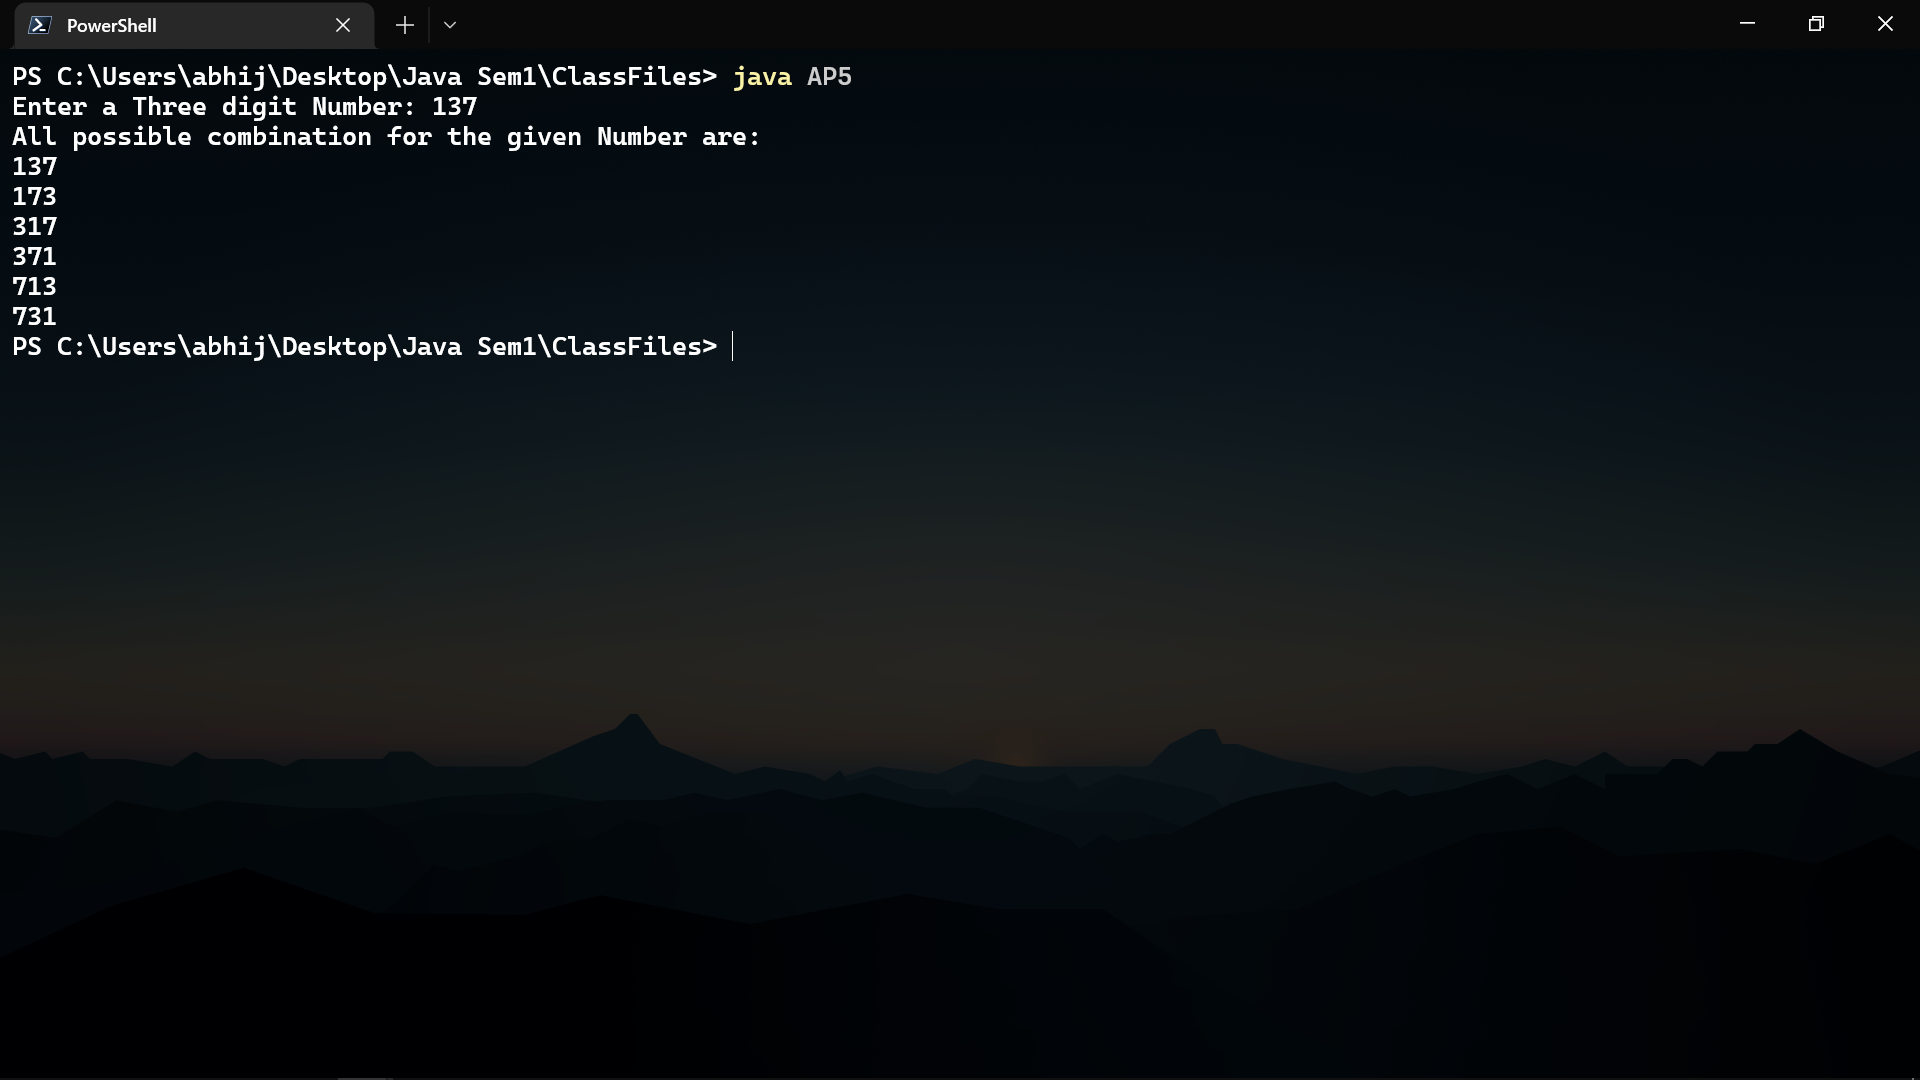 PowerShell
PS C:\Users\abhij\Desktop\Java Sem1\ClassFiles> java AP5
Enter a Three digit Number: 137
All possible combination for the given Number are:
137
173
317
371
713
731
PS C:\Users\abhij\Desktop\Java Sem1\ClassFiles>